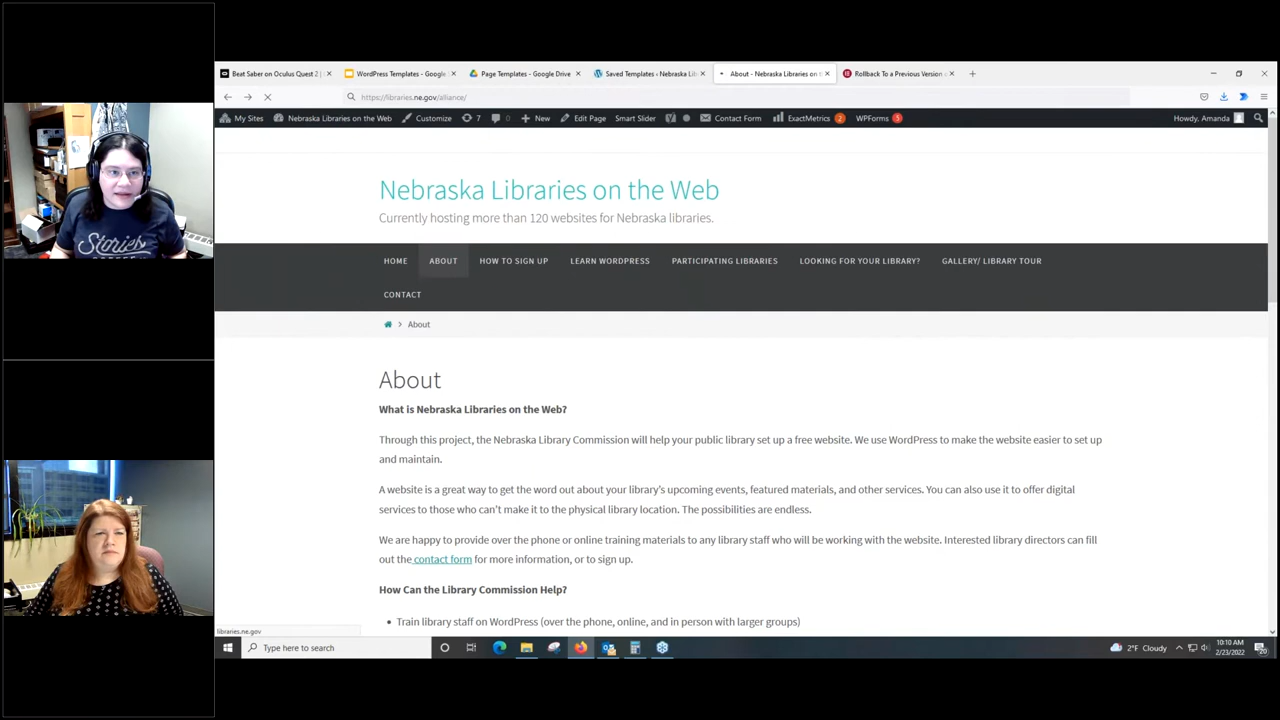 Beat Saber on Oculus Quest 2 |
WordPress Templates - Google
Page Templates - Google Drive
Saved Templates ‹ Nebraska Lib
About - Nebraska Libraries on t
Rollback To a Previous Version
https://libraries.ne.gov/alliance/
My Sites Nebraska Libraries on the Web Customize 7 0 New Edit Page Smart Slider Contact Form ExactMetrics 2 WPForms 5 Howdy, Amanda
Nebraska Libraries on the Web
Currently hosting more than 120 websites for Nebraska libraries.
HOME ABOUT HOW TO SIGN UP LEARN WORDPRESS PARTICIPATING LIBRARIES LOOKING FOR YOUR LIBRARY? GALLERY/ LIBRARY TOUR
CONTACT
About
About
What is Nebraska Libraries on the Web?
Through this project, the Nebraska Library Commission will help your public library set up a free website. We use WordPress to make the website easier to set up
and maintain.
A website is a great way to get the word out about your library's upcoming events, featured materials, and other services. You can also use it to offer digital
services to those who can't make it to the physical library location. The possibilities are endless.
We are happy to provide over the phone or online training materials to any library staff who will be working with the website. Interested library directors can fill
out the contact form for more information, or to sign up.
How Can the Library Commission Help?
• Train library staff on WordPress (over the phone, online, and in person with larger groups)
libraries.ne.gov
Type here to search
2°F Cloudy
10:10 AM
2/23/2022
20
Stories